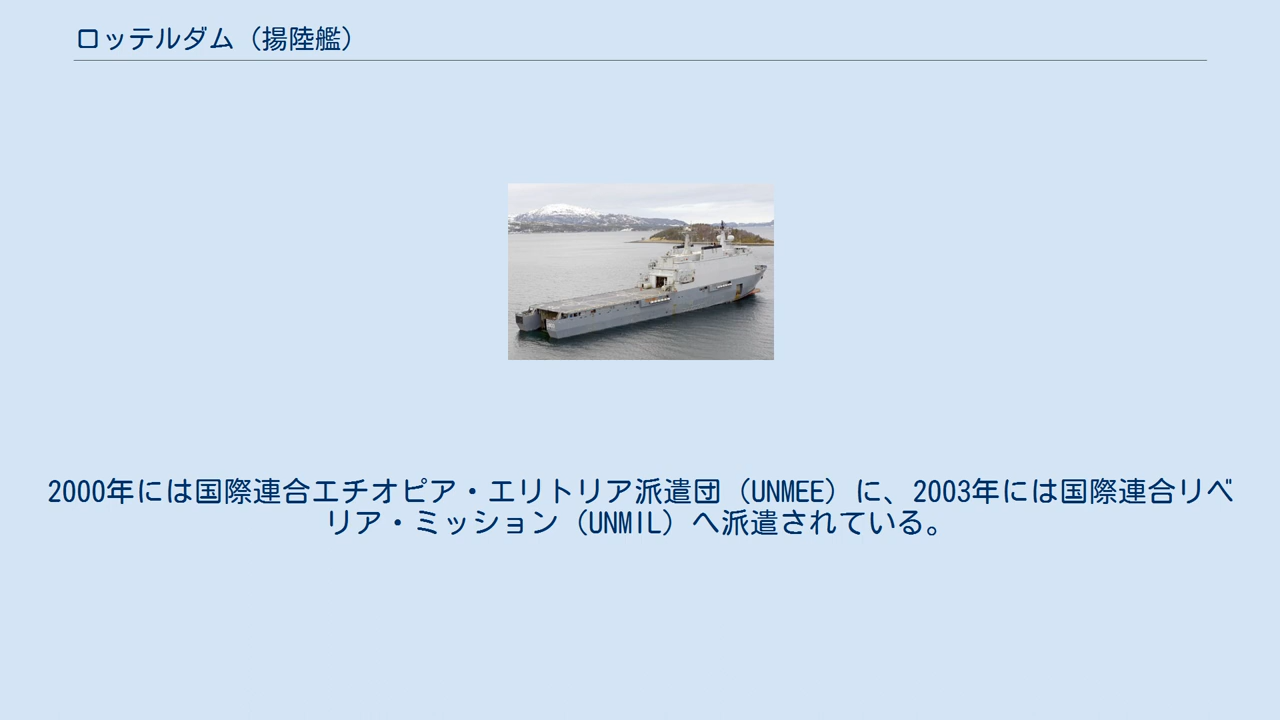 ロッテルダム（揚陸艦）
2000年には国際連合エチオピア・エリトリア派遣団（UNMEE）に、2003年には国際連合リベ
リア・ミッション（UNMIL）へ派遣されている。